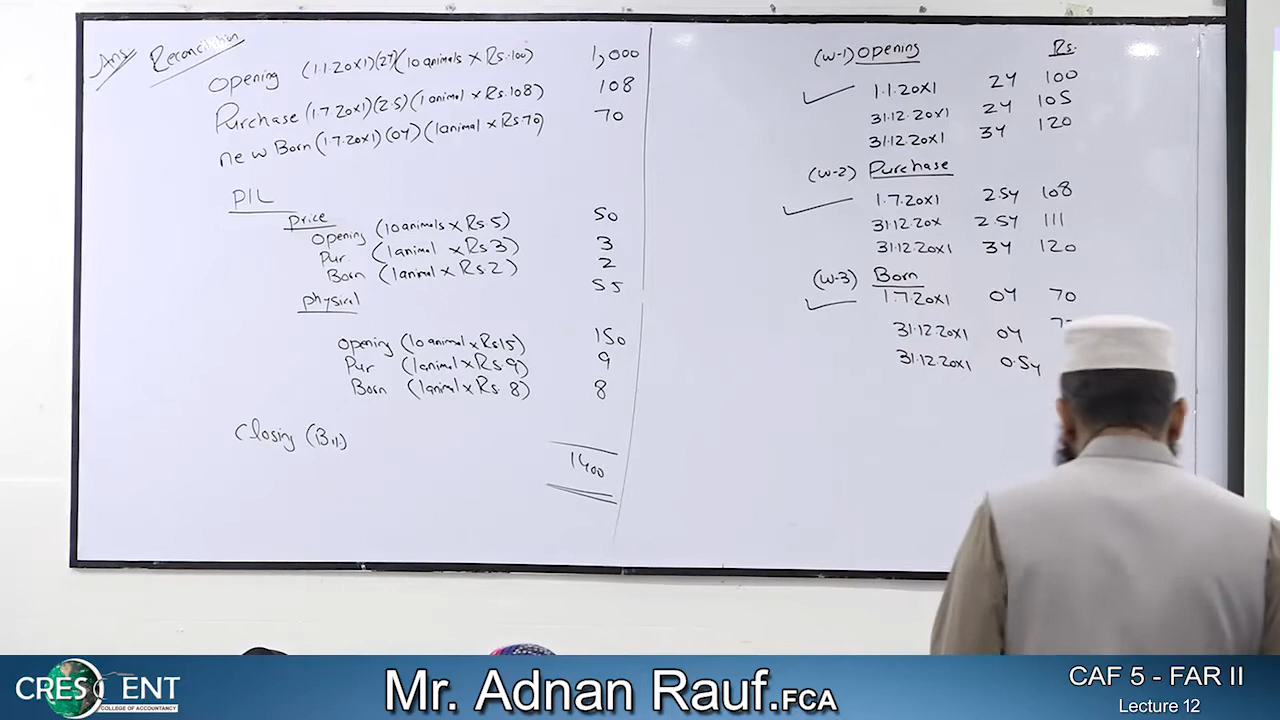 Ans Reconciliation
Opening (1.1.20X1)(2Y)(10 animals x Rs.100) 1,000
Purchase (1.7.20X1)(2.5)(1 animal x Rs.108) 108
new Born (1.7.20X1)(0Y)(1 animal x Rs 70) 70
P/L
Price
Opening (10 animals x Rs.5) 50
Pur (1 animal x Rs 3) 3
Born (1 animal x Rs 2) 2
55
physical
Opening (10 animal x Rs 15) 150
Pur (1 animal x Rs 9) 9
Born (1 animal x Rs. 8) 8
Closing (B/L)
1400
(W-1) Opening Rs.
1.1.20X1 2Y 100
31.12.20X1 2Y 105
31.12.20X1 3Y 120
(W-2) Purchase
1.7.20X1 2.5Y 108
31.12.20X 2.5Y 111
31.12.20X1 3Y 120
(W-3) Born
1.7.20X1 0Y 70
31.12.20X1 0Y
31.12.20X1 0.5Y
CRESCENT
COLLEGE OF ACCOUNTANCY
Mr. Adnan Rauf.FCA
CAF 5 - FAR II
Lecture 12